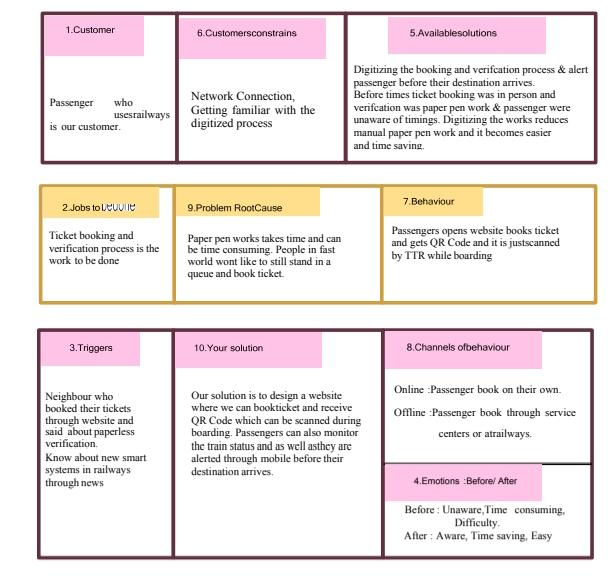 1.Customer
Passenger who
usesrailways
is our customer.
6.Customersconstrains
Network Connection,
Getting familiar with the
digitized process
5.Availablesolutions
Digitizing the booking and verifcation process & alert
passenger before their destination arrives.
Before times ticket booking was in person and
verifcation was paper pen work & passenger were
unaware of timings. Digitizing the works reduces
manual paper pen work and it becomes easier
and time saving.
2.Jobs to
Ticket booking and
verification process is the
work to be done
9.Problem RootCause
Paper pen works takes time and can
be time consuming. People in fast
world wont like to still stand in a
queue and book ticket.
7.Behaviour
Passengers opens website books ticket
and gets QR Code and it is justscanned
by TTR while boarding
3.Triggers
Neighbour who
booked their tickets
through website and
said about paperless
verification.
Know about new smart
systems in railways
through news
10.Your solution
Our solution is to design a website
where we can bookticket and receive
QR Code which can be scanned during
boarding. Passengers can also monitor
the train status and as well asthey are
alerted through mobile before their
destination arrives.
8.Channels ofbehaviour
Online :Passenger book on their own.
Offline :Passenger book through service
centers or atrailways.
4.Emotions :Before/ After
Before : Unaware,Time consuming,
Difficulty.
After : Aware, Time saving, Easy